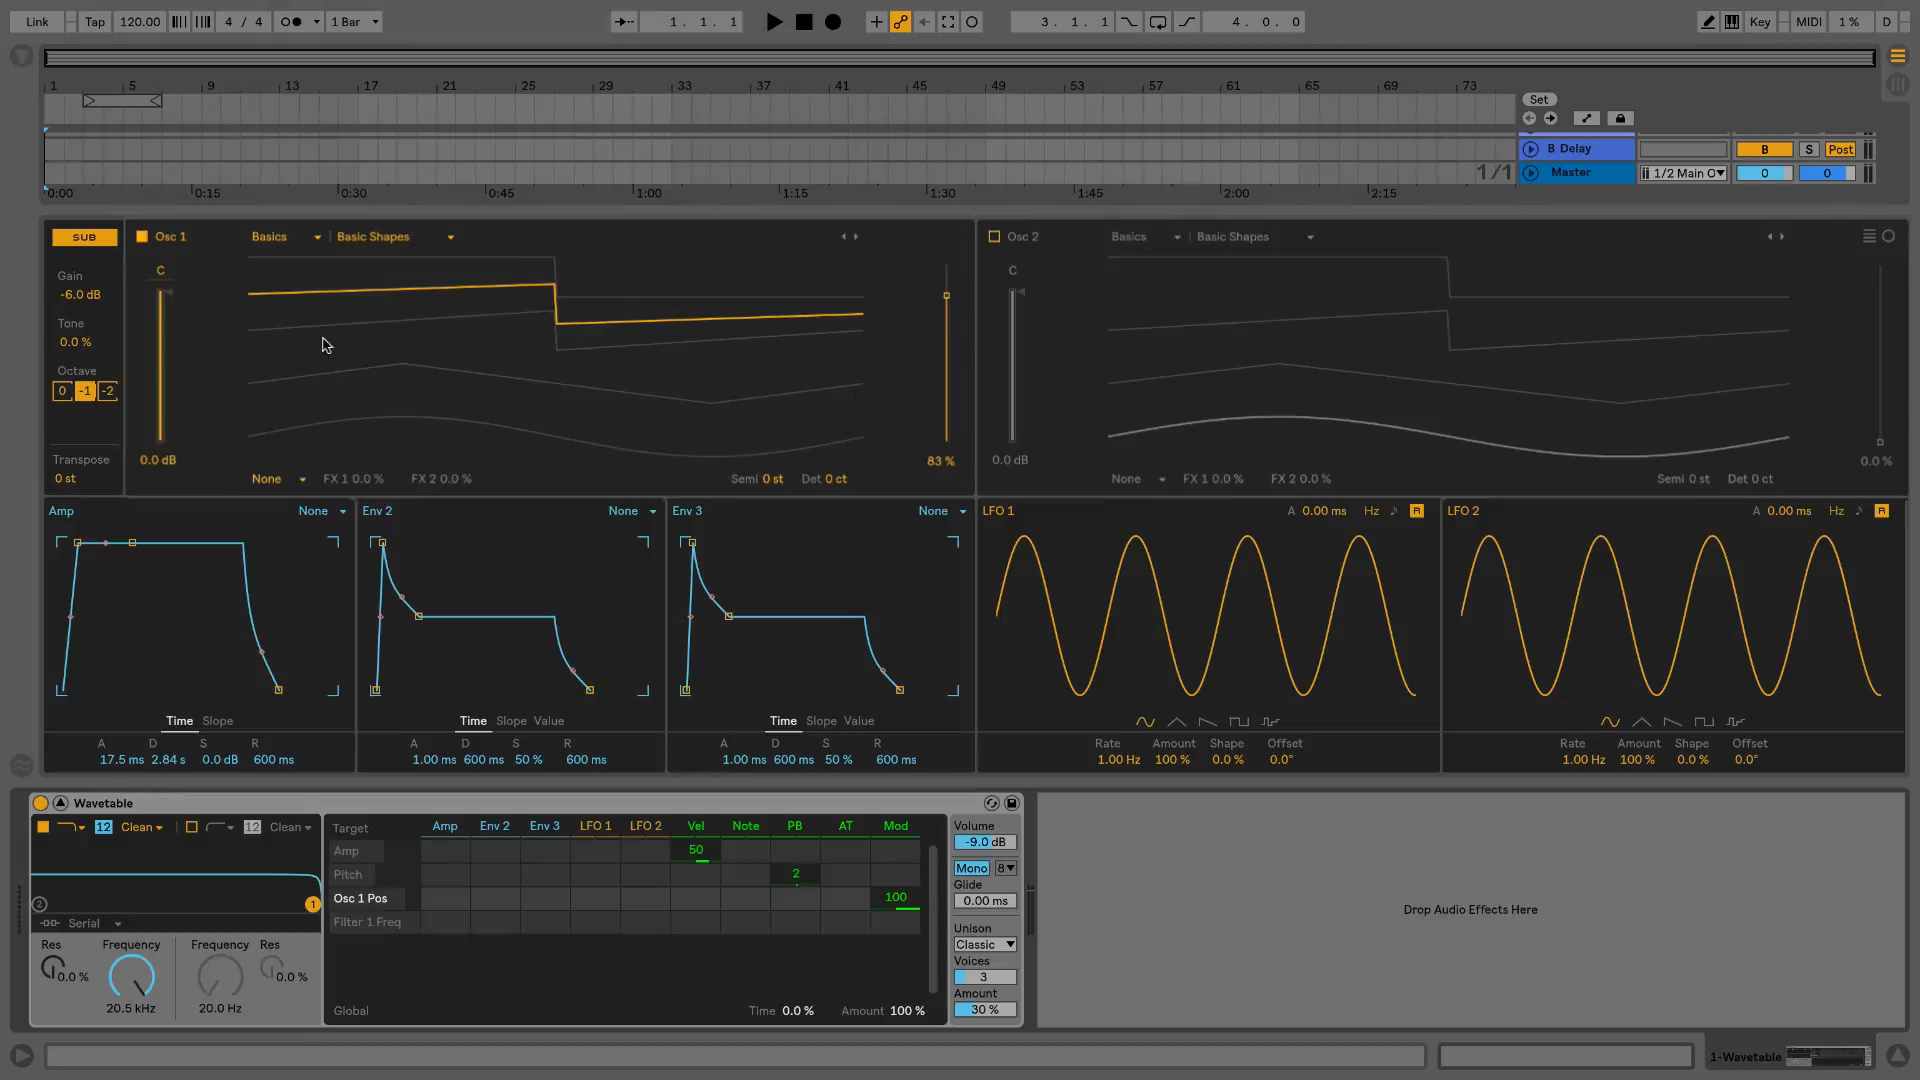 Link Tap 120.00 4 / 4 1 Bar 1. 1. 1 3. 1. 1 4. 0. 0 Key MIDI 1 % D
1 5 9 13 17 21 25 29 33 37 41 45 49 53 57 61 65 69 73
Set
B Delay B S Post
1/1 Master 1/2 Main O 0 0
0:00 0:15 0:30 0:45 1:00 1:15 1:30 1:45 2:00 2:15
SUB Osc 1 Basics Basic Shapes Osc 2 Basics Basic Shapes
C C
Gain
-6.0 dB
Tone
0.0 %
Octave
0 -1 -2
Transpose 0.0 dB 83 % 0.0 dB 0.0 %
0 st None FX 1 0.0 % FX 2 0.0 % Semi 0 st Det 0 ct None FX 1 0.0 % FX 2 0.0 % Semi 0 st Det 0 ct
Amp None Env 2 None Env 3 None LFO 1 A 0.00 ms Hz R LFO 2 A 0.00 ms Hz R
Time Slope Time Slope Value Time Slope Value
A D S R A D S R A D S R Rate Amount Shape Offset Rate Amount Shape Offset
17.5 ms 2.84 s 0.0 dB 600 ms 1.00 ms 600 ms 50 % 600 ms 1.00 ms 600 ms 50 % 600 ms 1.00 Hz 100 % 0.0 % 0.0° 1.00 Hz 100 % 0.0 % 0.0°
Wavetable
12 Clean 12 Clean Target Amp Env 2 Env 3 LFO 1 LFO 2 Vel Note PB AT Mod Volume
Amp 50 -9.0 dB
Pitch 2 Mono 8
Osc 1 Pos 100 Glide
2 1 0.00 ms
Serial Filter 1 Freq Unison
Res Frequency Frequency Res Classic
0.0 % 0.0 % Voices
3
20.5 kHz 20.0 Hz Amount
Global Time 0.0 % Amount 100 % 30 %
Drop Audio Effects Here
1-Wavetable